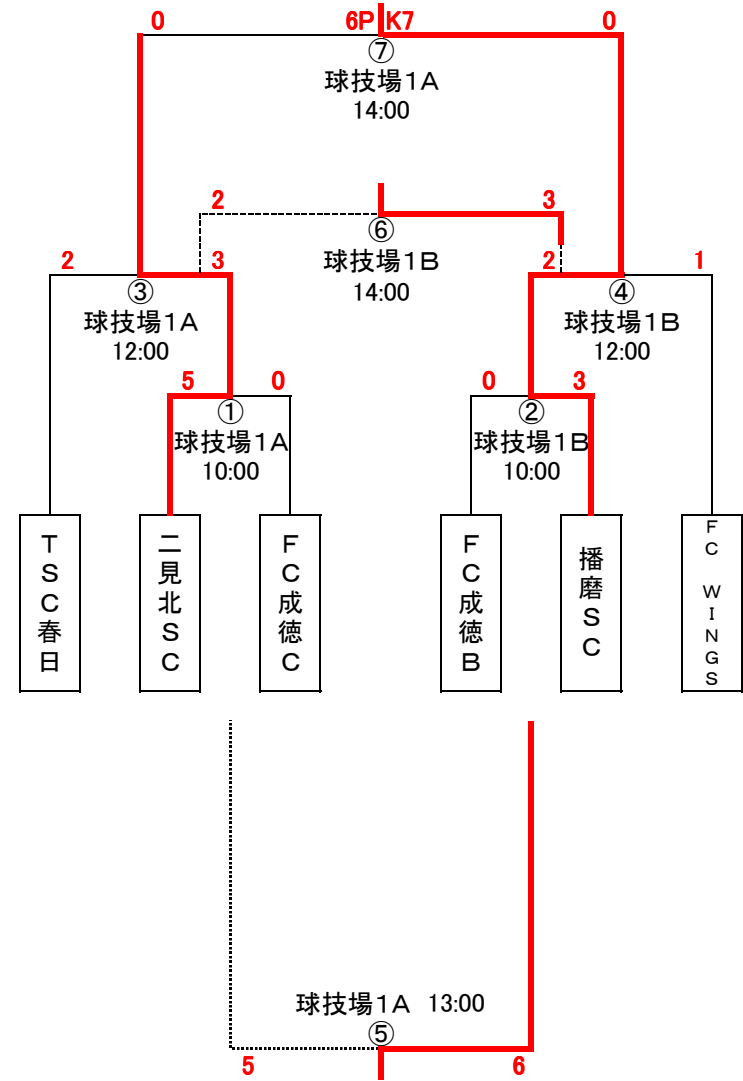 0 6P K7 0
⑦
球技場1A
14:00
2 3
⑥
球技場1B
14:00
2 3 2 1
③ ④
球技場1A 球技場1B
12:00 12:00
5 0 0 3
① ②
球技場1A 球技場1B
10:00 10:00
TSC春日
二見北SC
FC成徳C
FC成徳B
播磨SC
FC WINGS
球技場1A 13:00
⑤
5 6